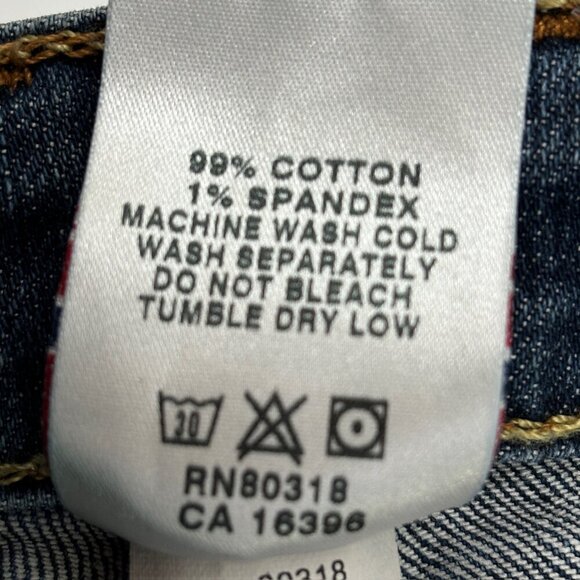 99% COTTON
1% SPANDEX
MACHINE WASH COLD
WASH SEPARATELY
DO NOT BLEACH
TUMBLE DRY LOW
30
RN80318
CA 16396
80318